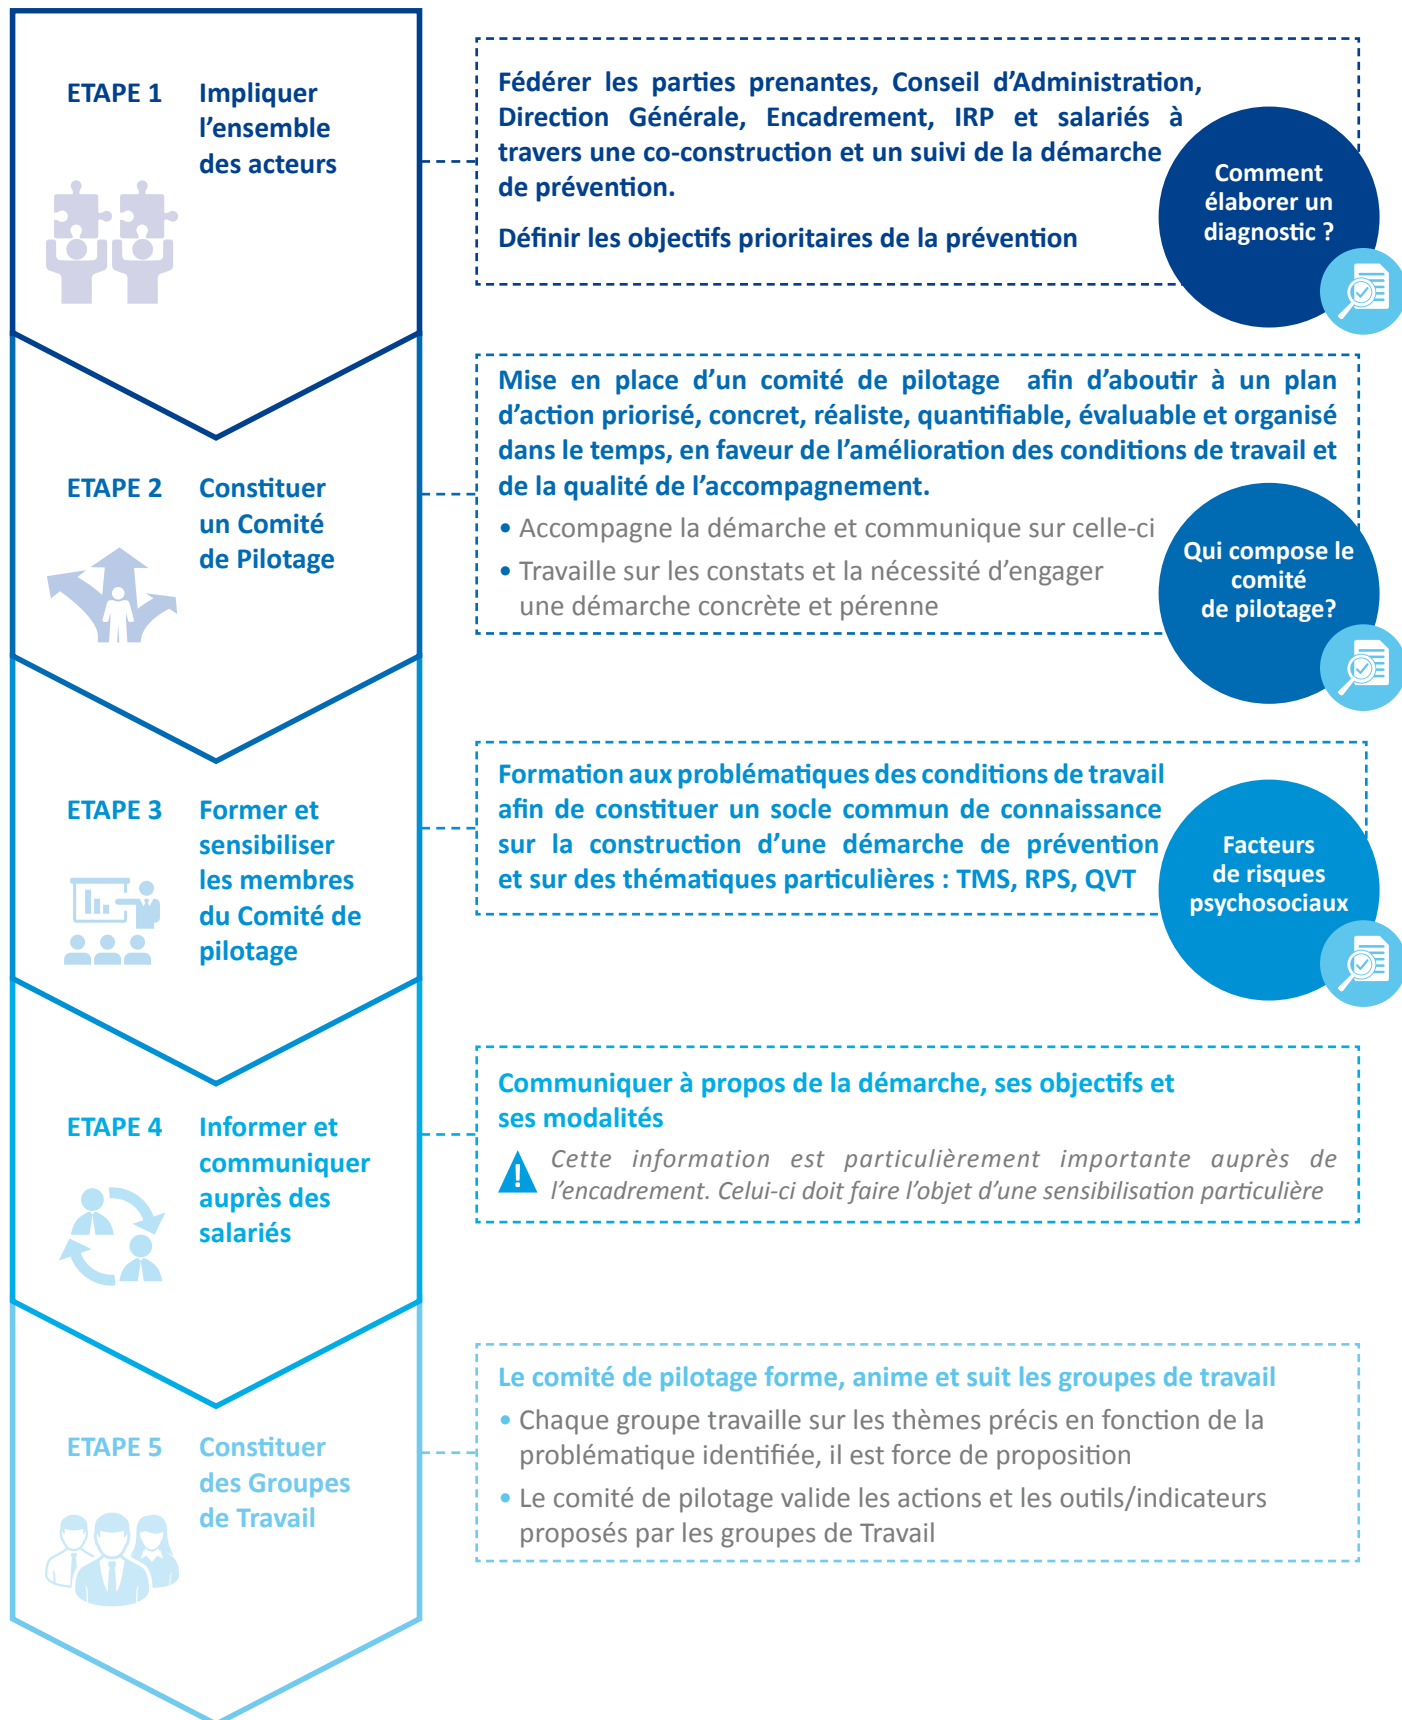 ETAPE 1
Impliquer
l’ensemble
des acteurs
Fédérer les parties prenantes, Conseil d’Administration,
Direction Générale, Encadrement, IRP et salariés à
travers une co-construction et un suivi de la démarche
de prévention.
Définir les objectifs prioritaires de la prévention
Comment
élaborer un
diagnostic ?
ETAPE 2
Constituer
un Comité
de Pilotage
Mise en place d’un comité de pilotage afin d’aboutir à un plan
d’action priorisé, concret, réaliste, quantifiable, évaluable et organisé
dans le temps, en faveur de l’amélioration des conditions de travail et
de la qualité de l’accompagnement.
• Accompagne la démarche et communique sur celle-ci
• Travaille sur les constats et la nécessité d’engager
une démarche concrète et pérenne
Qui compose le
comité
de pilotage?
ETAPE 3
Former et
sensibiliser
les membres
du Comité de
pilotage
Formation aux problématiques des conditions de travail
afin de constituer un socle commun de connaissance
sur la construction d’une démarche de prévention
et sur des thématiques particulières : TMS, RPS, QVT
Facteurs
de risques
psychosociaux
ETAPE 4
Informer et
communiquer
auprès des
salariés
Communiquer à propos de la démarche, ses objectifs et
ses modalités
! Cette information est particulièrement importante auprès de
l’encadrement. Celui-ci doit faire l’objet d’une sensibilisation particulière
ETAPE 5
Constituer
des Groupes
de Travail
Le comité de pilotage forme, anime et suit les groupes de travail
• Chaque groupe travaille sur les thèmes précis en fonction de la
problématique identifiée, il est force de proposition
• Le comité de pilotage valide les actions et les outils/indicateurs
proposés par les groupes de Travail